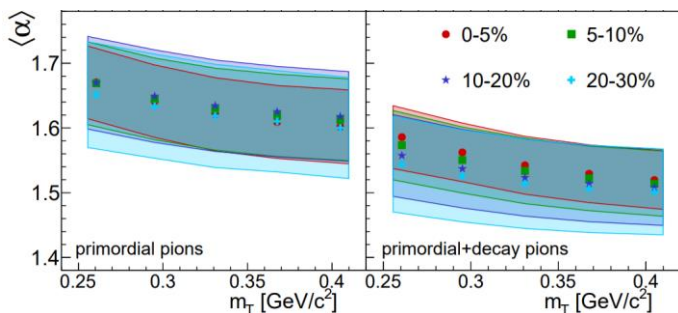 ⟨α⟩
1.7
1.6
1.5
1.4
0-5%
5-10%
10-20%
20-30%
primordial pions
primordial+decay pions
0.25 0.3 0.35 0.4
0.25 0.3 0.35 0.4
m_T [GeV/c²]
m_T [GeV/c²]